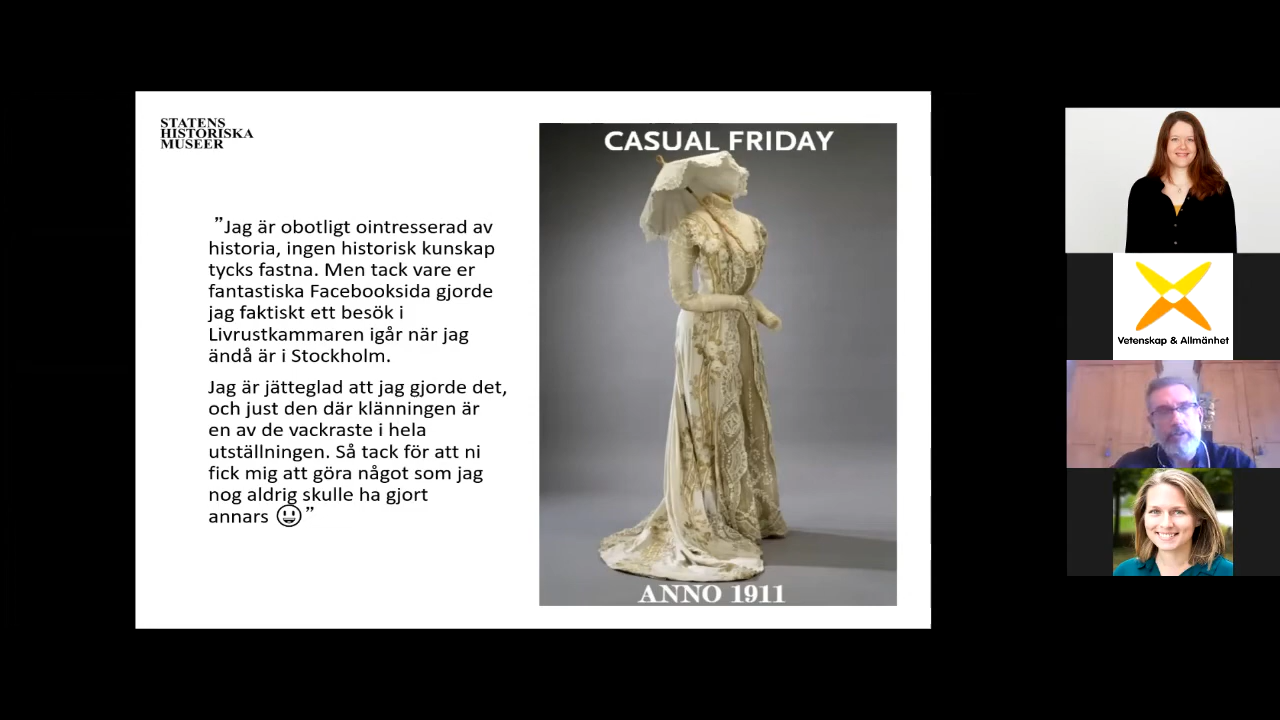 STATENS
HISTORISKA
MUSEER
”Jag är obotligt ointresserad av
historia, ingen historisk kunskap
tycks fastna. Men tack vare er
fantastiska Facebooksida gjorde
jag faktiskt ett besök i
Livrustkammaren igår när jag
ändå är i Stockholm.
Jag är jätteglad att jag gjorde det,
och just den där klänningen är
en av de vackraste i hela
utställningen. Så tack för att ni
fick mig att göra något som jag
nog aldrig skulle ha gjort
annars 😃”
CASUAL FRIDAY
ANNO 1911
Vetenskap & Allmänhet